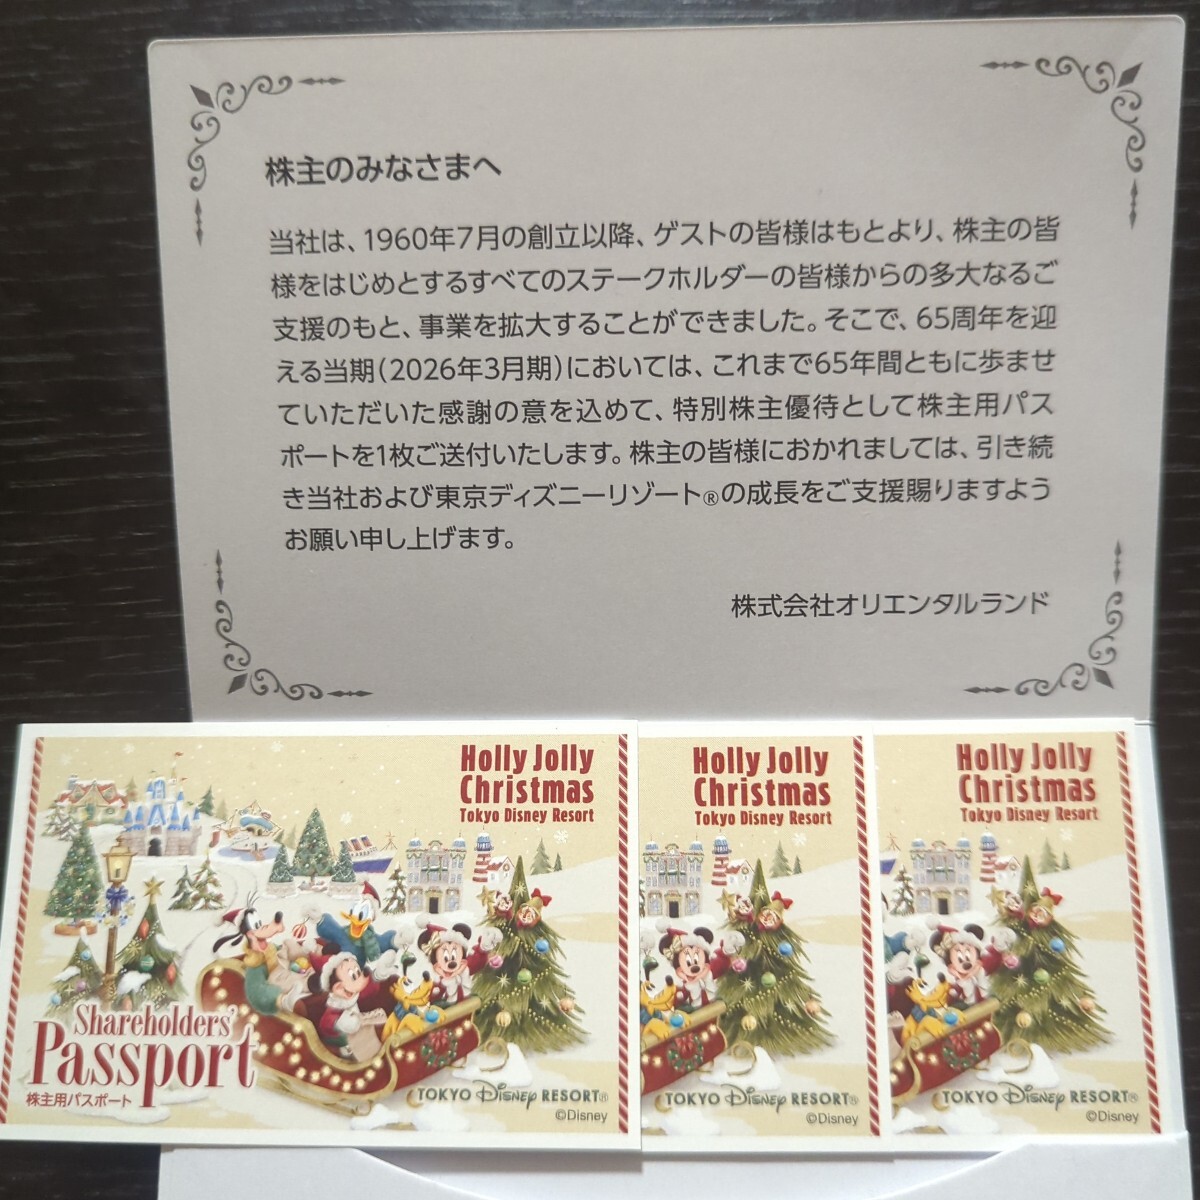 株主のみなさまへ
当社は、1960年7月の創立以降、ゲストの皆様はもとより、株主の皆
様をはじめとするすべてのステークホルダーの皆様からの多大なるご
支援のもと、事業を拡大することができました。そこで、65周年を迎
える当期(2026年3月期)においては、これまで65年間ともに歩ませ
ていただいた感謝の意を込めて、特別株主優待として株主用パス
ポートを1枚ご送付いたします。株主の皆様におかれましては、引き続
き当社および東京ディズニーリゾート®の成長をご支援賜りますよう
お願い申し上げます。
株式会社オリエンタルランド
Holly Jolly
Christmas
Tokyo Disney Resort
Shareholders'
Passport
株主用パスポート
TOKYO Disney RESORT®
©Disney
Holly Jolly
Christmas
Tokyo Disney Resort
TOKYO Disney RESORT®
©Disney
Holly Jolly
Christmas
Tokyo Disney Resort
TOKYO Disney RESORT®
©Disney